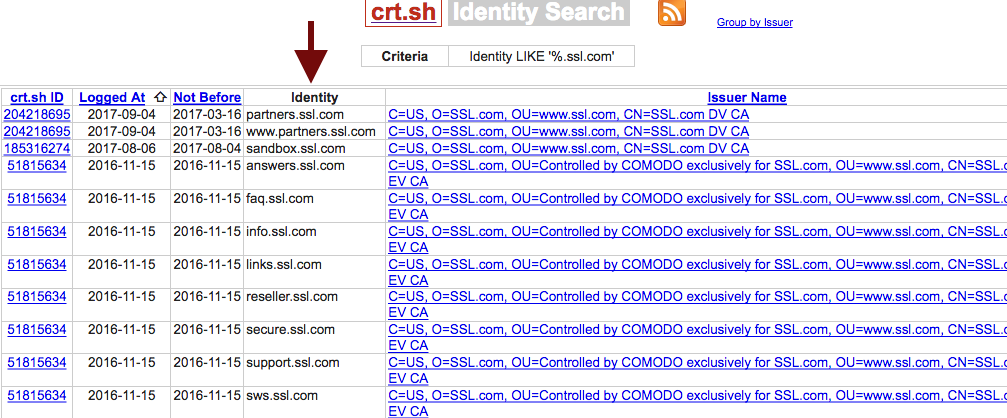 crt.sh Identity Search Group by Issuer
Criteria Identity LIKE '%.ssl.com'
crt.sh ID Logged At Not Before Identity Issuer Name
204218695 2017-09-04 2017-03-16 partners.ssl.com C=US, O=SSL.com, OU=www.ssl.com, CN=SSL.com DV CA
204218695 2017-09-04 2017-03-16 www.partners.ssl.com C=US, O=SSL.com, OU=www.ssl.com, CN=SSL.com DV CA
185316274 2017-08-06 2017-08-04 sandbox.ssl.com C=US, O=SSL.com, OU=www.ssl.com, CN=SSL.com DV CA
51815634 2016-11-15 2016-11-15 answers.ssl.com C=US, O=SSL.com, OU=Controlled by COMODO exclusively for SSL.com, OU=www.ssl.com, CN=SSL.com
EV CA
51815634 2016-11-15 2016-11-15 faq.ssl.com C=US, O=SSL.com, OU=Controlled by COMODO exclusively for SSL.com, OU=www.ssl.com, CN=SSL.com
EV CA
51815634 2016-11-15 2016-11-15 info.ssl.com C=US, O=SSL.com, OU=Controlled by COMODO exclusively for SSL.com, OU=www.ssl.com, CN=SSL.com
EV CA
51815634 2016-11-15 2016-11-15 links.ssl.com C=US, O=SSL.com, OU=Controlled by COMODO exclusively for SSL.com, OU=www.ssl.com, CN=SSL.com
EV CA
51815634 2016-11-15 2016-11-15 reseller.ssl.com C=US, O=SSL.com, OU=Controlled by COMODO exclusively for SSL.com, OU=www.ssl.com, CN=SSL.com
EV CA
51815634 2016-11-15 2016-11-15 secure.ssl.com C=US, O=SSL.com, OU=Controlled by COMODO exclusively for SSL.com, OU=www.ssl.com, CN=SSL.com
EV CA
51815634 2016-11-15 2016-11-15 support.ssl.com C=US, O=SSL.com, OU=Controlled by COMODO exclusively for SSL.com, OU=www.ssl.com, CN=SSL.com
EV CA
51815634 2016-11-15 2016-11-15 sws.ssl.com C=US, O=SSL.com, OU=Controlled by COMODO exclusively for SSL.com, OU=www.ssl.com, CN=SSL.com
EV CA